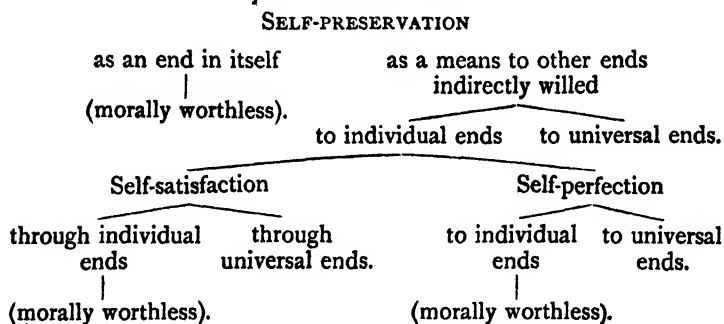 SELF-PRESERVATION
as an end in itself as a means to other ends
indirectly willed
(morally worthless).
to individual ends to universal ends.
Self-satisfaction Self-perfection
through individual through to individual to universal
ends universal ends. ends ends.
(morally worthless). (morally worthless).